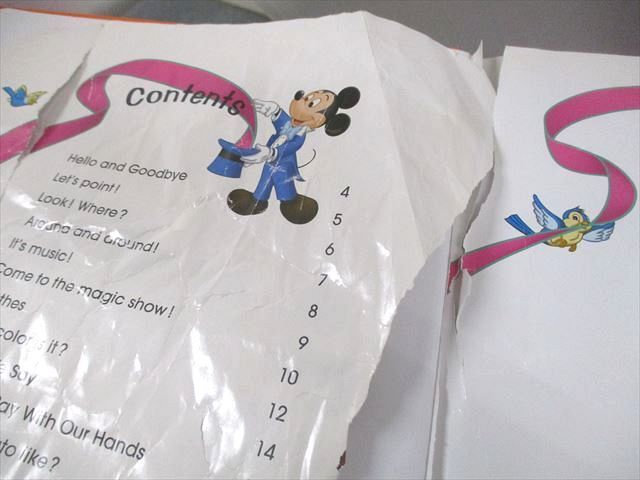 Contents
Hello and Goodbye 4
Let's point! 5
Look! Where? 6
Around and around! 7
It's music! 8
Come to the magic show! 9
thes 10
color is it? 12
Say 14
ay With Our Hands
to like?